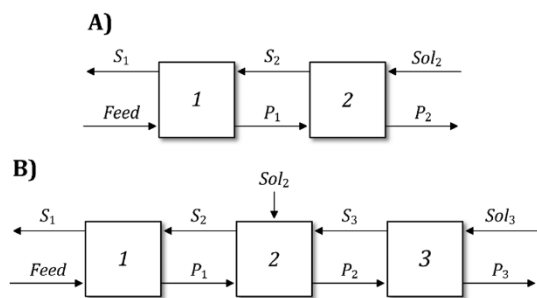 A)
S₁ S₂ Sol₂
1 2
Feed P₁ P₂
B)
Sol₂
S₁ S₂ S₃ Sol₃
1 2 3
Feed P₁ P₂ P₃